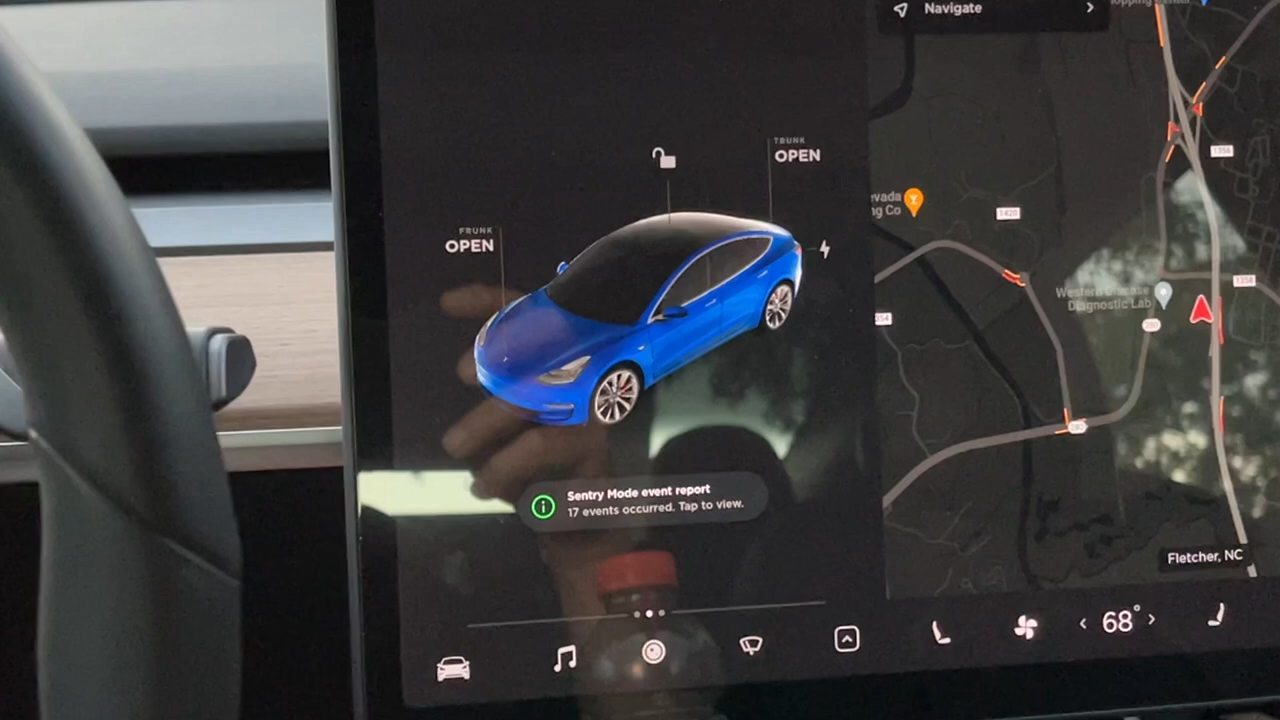 Navigate
TRUNK
OPEN
1356
evada
ng Co
1420
FRUNK
OPEN
1358
Diagnostic Lab
280
Sentry Mode event report
17 events occurred. Tap to view.
Fletcher, NC
68°